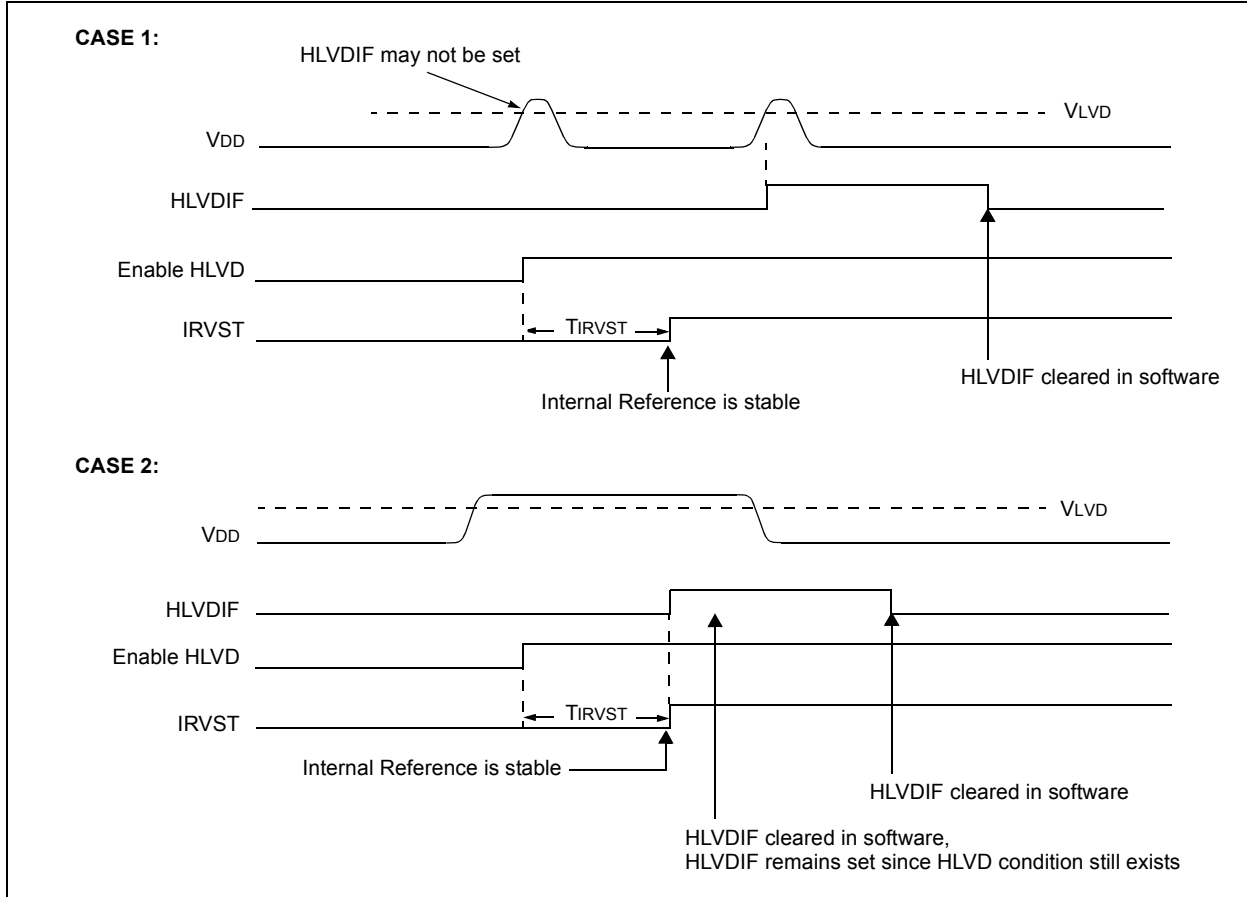 CASE 1:
HLVDIF may not be set
VLVD
VDD
HLVDIF
Enable HLVD
IRVST
TIRVST
HLVDIF cleared in software
Internal Reference is stable
CASE 2:
VLVD
VDD
HLVDIF
Enable HLVD
IRVST
TIRVST
Internal Reference is stable
HLVDIF cleared in software
HLVDIF cleared in software,
HLVDIF remains set since HLVD condition still exists